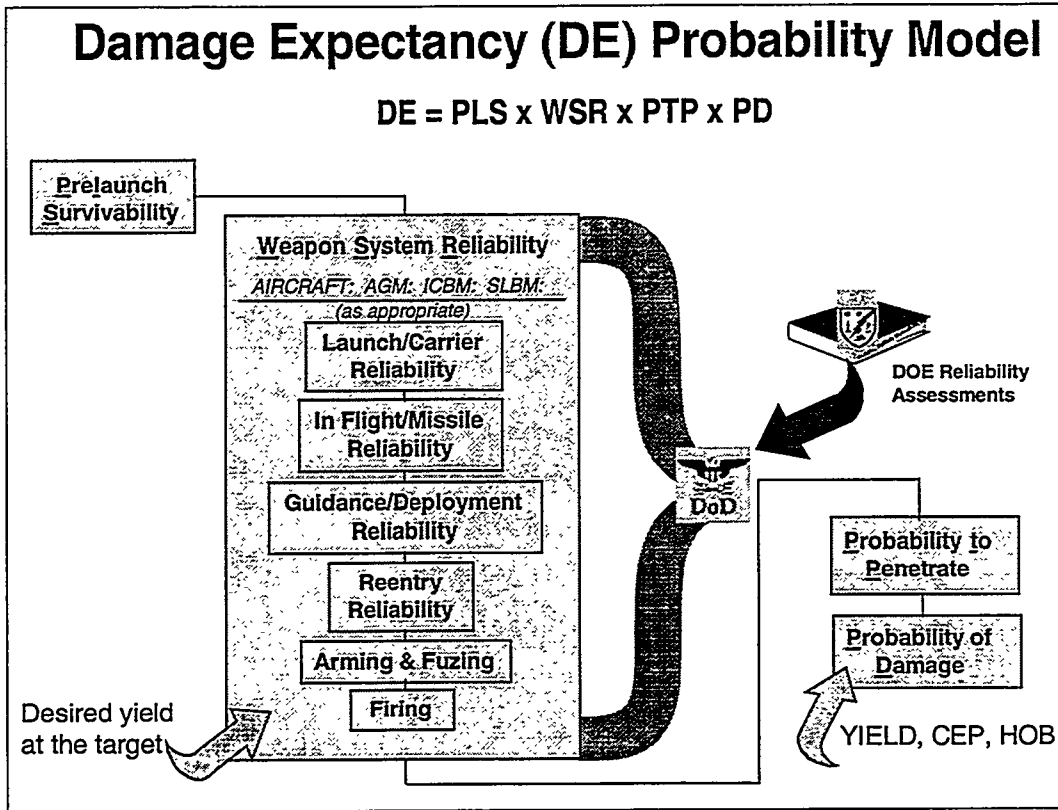 Damage Expectancy (DE) Probability Model
DE = PLS x WSR x PTP x PD
Prelaunch
Survivability
Weapon System Reliability
AIRCRAFT: AGM: ICBM: SLBM:
(as appropriate)
Launch/Carrier
Reliability
In Flight/Missile
Reliability
Guidance/Deployment
Reliability
Reentry
Reliability
Arming & Fuzing
Firing
Desired yield
at the target
DOE Reliability
Assessments
DoD
Probability to
Penetrate
Probability of
Damage
YIELD, CEP, HOB